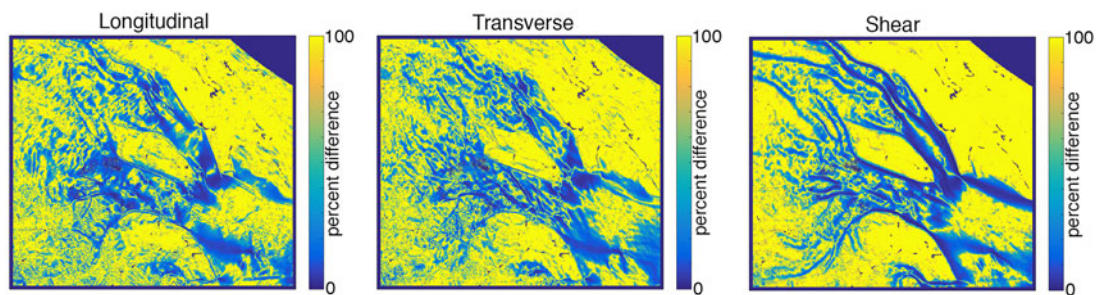 Longitudinal
100
percent difference
0
Transverse
100
percent difference
0
Shear
100
percent difference
0